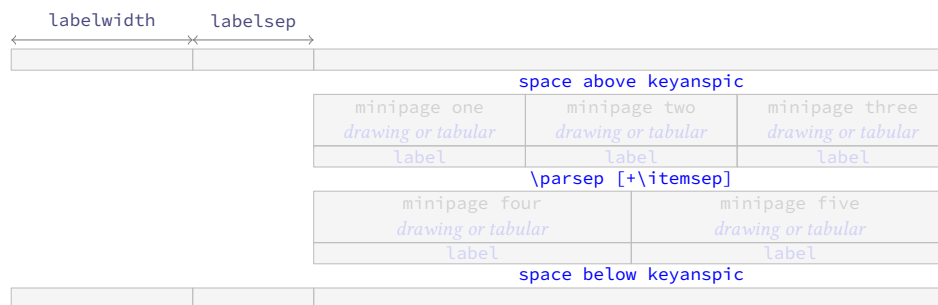 labelwidth labelsep
space above keyanspic
minipage one minipage two minipage three
drawing or tabular drawing or tabular drawing or tabular
label label label
\parsep [+\itemsep]
minipage four minipage five
drawing or tabular drawing or tabular
label label
space below keyanspic